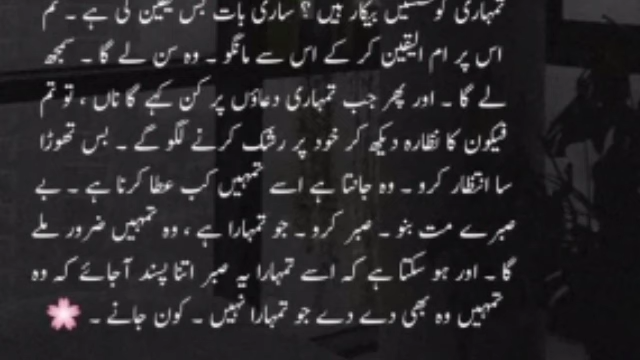 تمہاری کوششیں بیکار ہیں ؟ ساری بات بس یقین کی ہے ۔ تم
اس پر ام الیقین کر کے اس سے مانگو ۔ وہ سن لے گا ۔ سمجھ
لے گا ۔ اور پھر جب تمہاری دعاؤں پر کن کہے گا ناں ، تو تم
فیکون کا نظارہ دیکھ کر خود پر رشک کرنے لگو گے ۔ بس تھوڑا
سا انتظار کرو ۔ وہ جانتا ہے اسے تمہیں کب عطا کرنا ہے ۔ بے
صبرے مت بنو ۔ صبر کرو ۔ جو تمہارا ہے ، وہ تمہیں ضرور ملے
گا ۔ اور ہو سکتا ہے کہ اسے تمہارا یہ صبر اتنا پسند آجائے کہ وہ
تمہیں وہ بھی دے دے جو تمہارا نہیں ۔ کون جانے ۔ 🌸